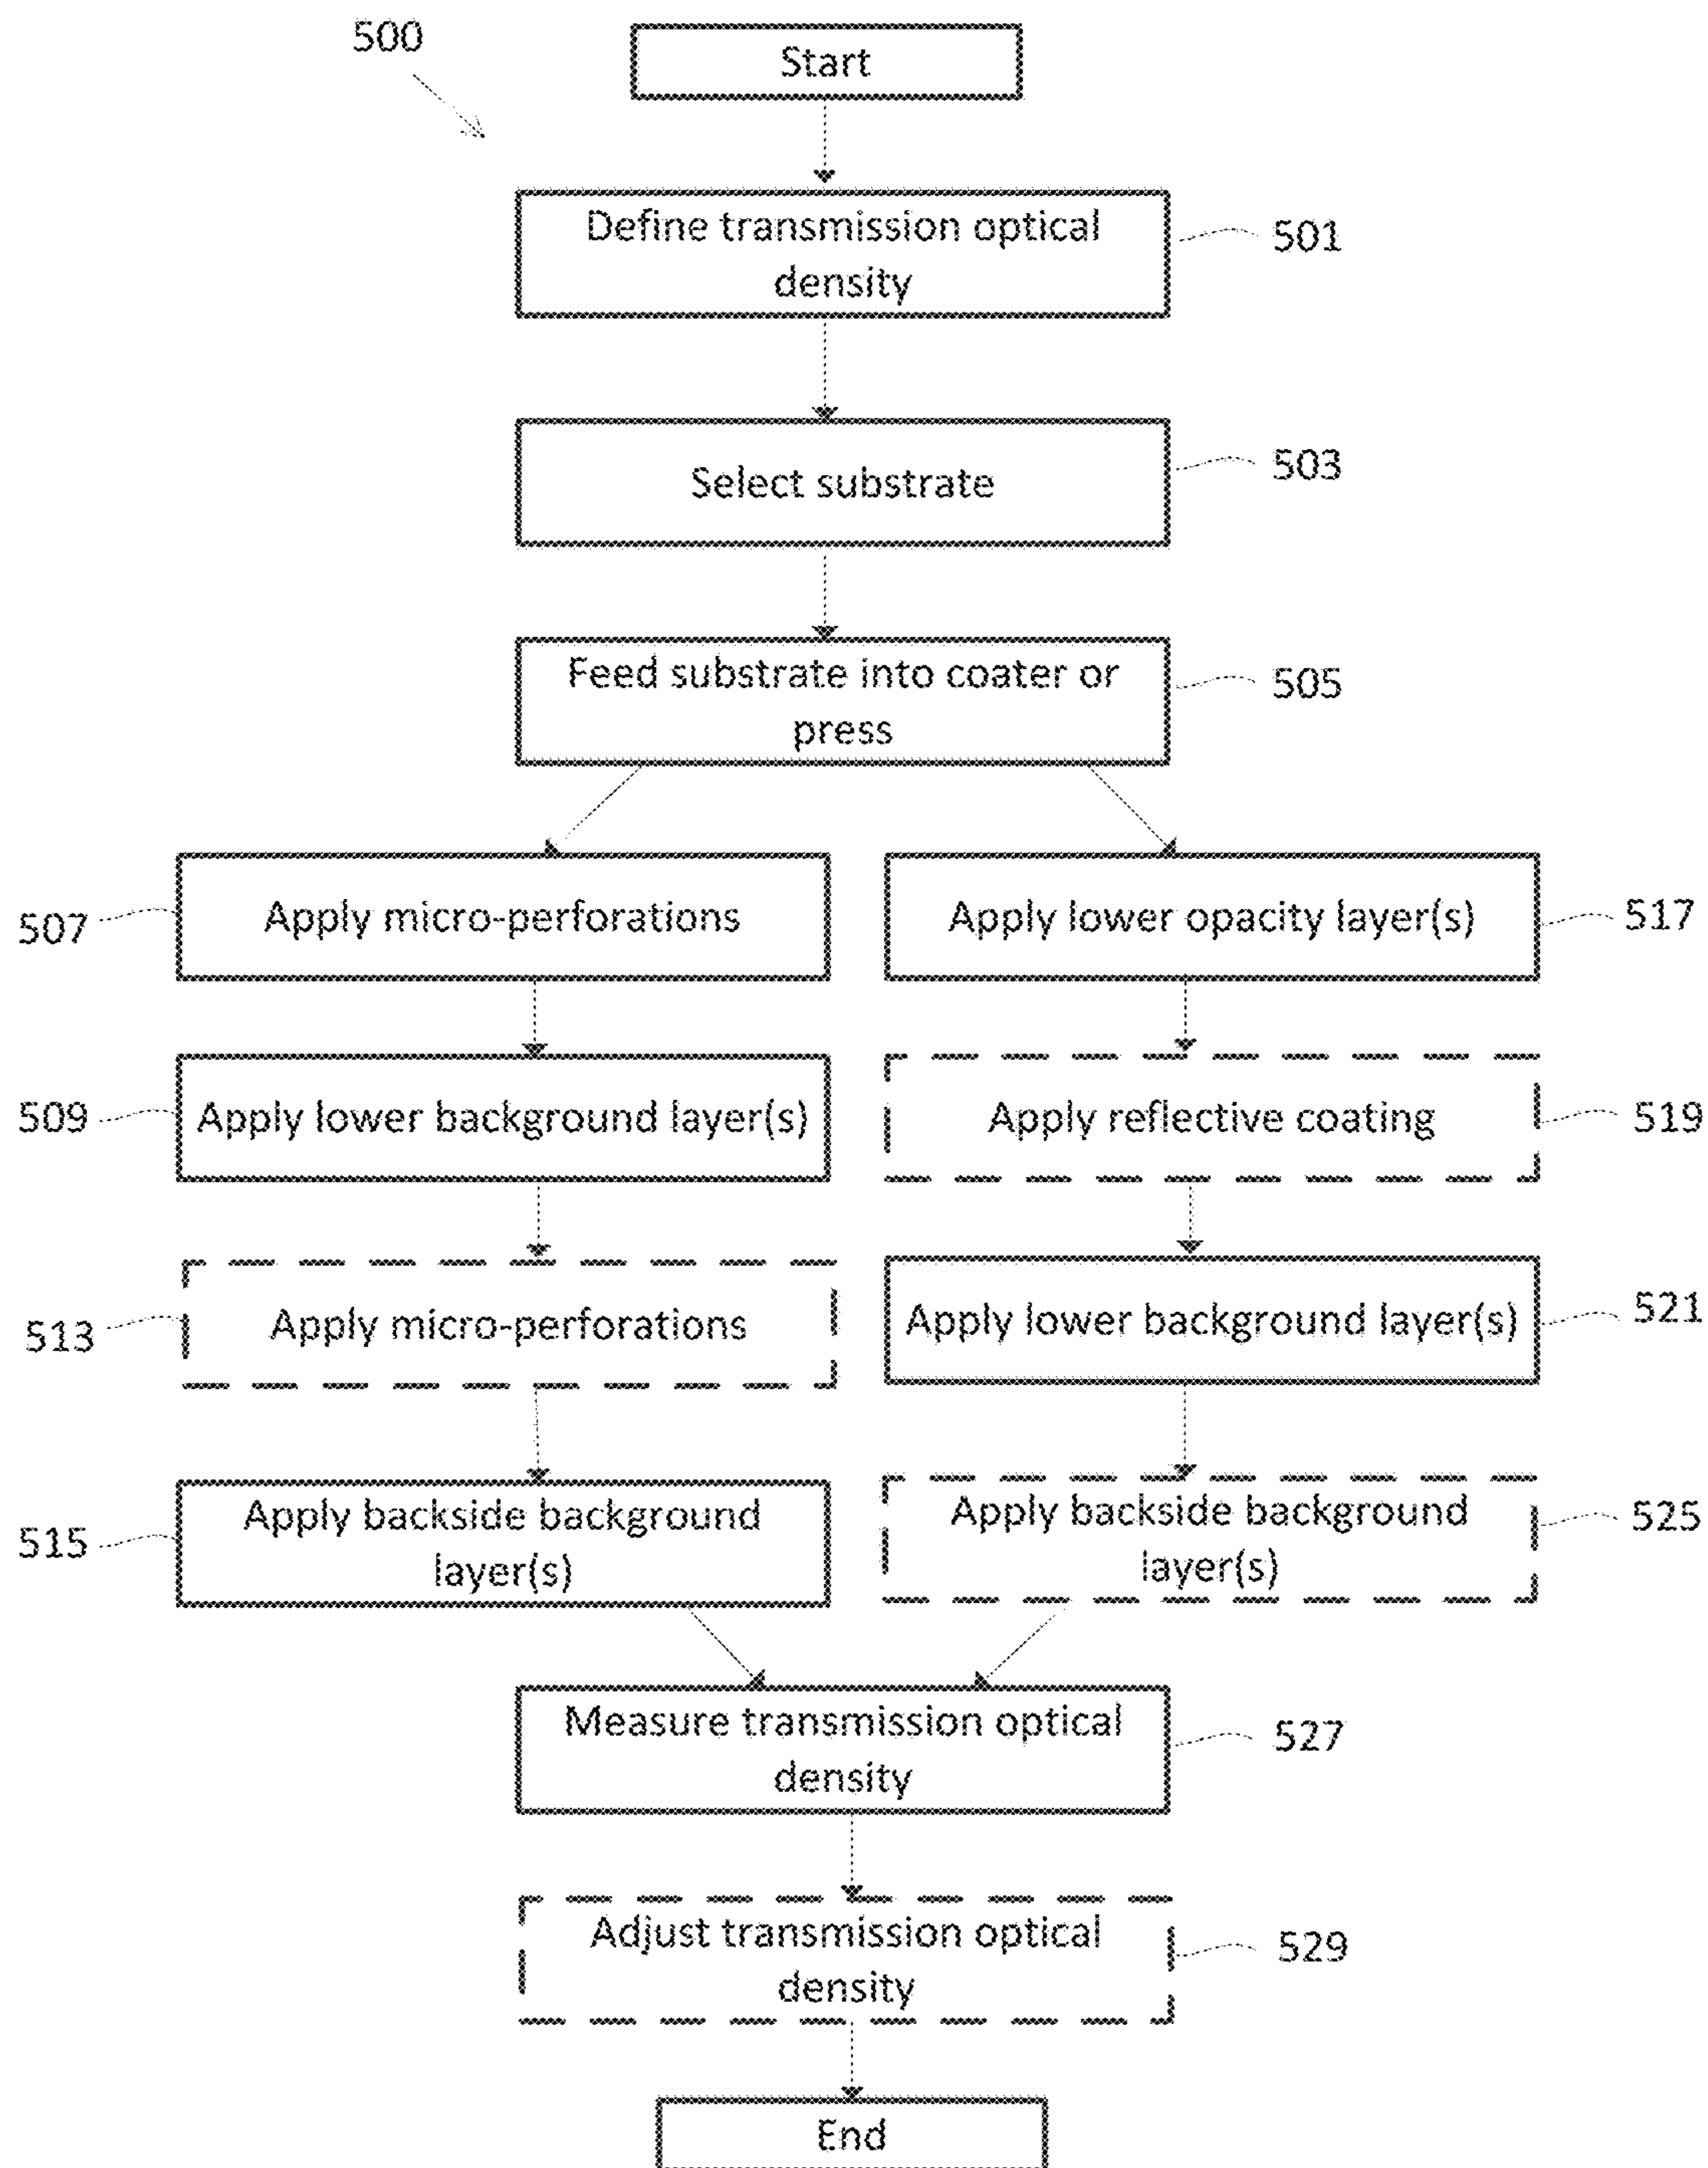 500
Start
Define transmission optical
density
501
Select substrate
503
Feed substrate into coater or
press
505
507
Apply micro-perforations
Apply lower opacity layer(s)
517
509
Apply lower background layer(s)
Apply reflective coating
519
513
Apply micro-perforations
Apply lower background layer(s)
521
515
Apply backside background
layer(s)
Apply backside background
layer(s)
525
Measure transmission optical
density
527
Adjust transmission optical
density
529
End